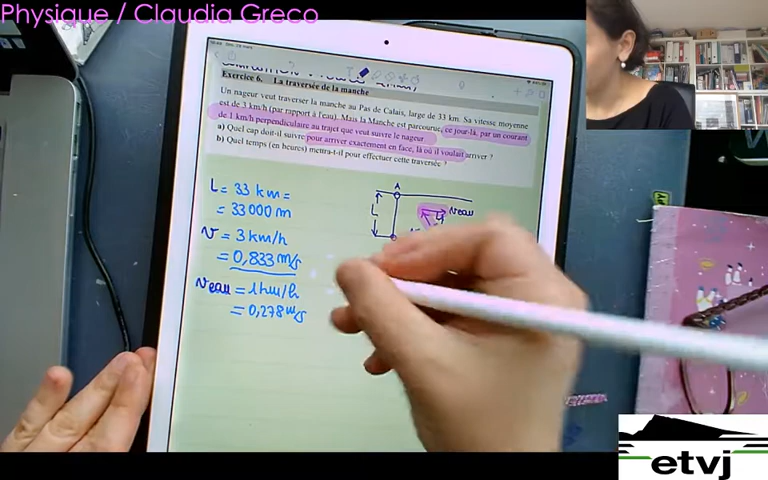 Physique / Claudia Greco
Exercice 6. La traversée de la manche
Un nageur veut traverser la manche au Pas de Calais, large de 33 km. Sa vitesse moyenne
est de 3 km/h (par rapport à l'eau). Mais la Manche est parcourue, ce jour-là, par un courant
de 1 km/h perpendiculaire au trajet que veut suivre le nageur.
a) Quel cap doit-il suivre pour arriver exactement en face, là où il voulait arriver ?
b) Quel temps (en heures) mettra-t-il pour effectuer cette traversée ?
L = 33 km =
= 33000 m
v = 3 km/h
= 0,833 m/s
v eau = 1 km/h
= 0,278 m/s
A
L
v eau
etvj